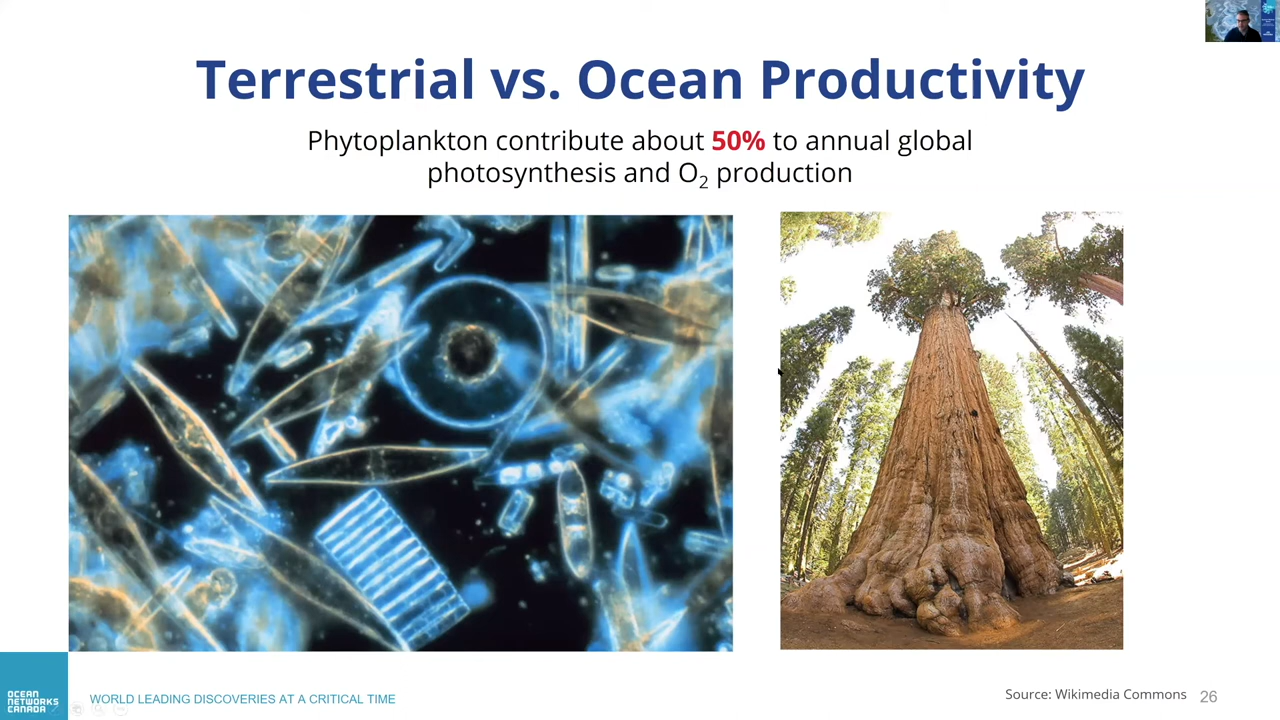 Terrestrial vs. Ocean Productivity
Phytoplankton contribute about 50% to annual global
photosynthesis and O₂ production
OCEAN
NETWORKS
CANADA
WORLD LEADING DISCOVERIES AT A CRITICAL TIME
Source: Wikimedia Commons
26